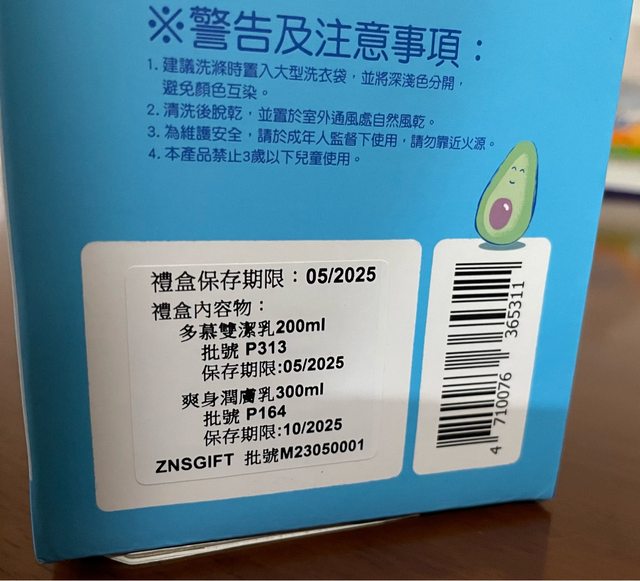 ※警告及注意事項：
1. 建議洗滌時置入大型洗衣袋，並將深淺色分開，
避免顏色互染。
2. 清洗後脫乾，並置於室外通風處自然風乾。
3. 為維護安全，請於成年人監督下使用，請勿靠近火源。
4. 本產品禁止3歲以下兒童使用。
禮盒保存期限：05/2025
禮盒內容物：
多慕雙潔乳200ml
批號 P313
保存期限:05/2025
爽身潤膚乳300ml
批號 P164
保存期限:10/2025
ZNSGIFT 批號M23050001
4 710076 365311